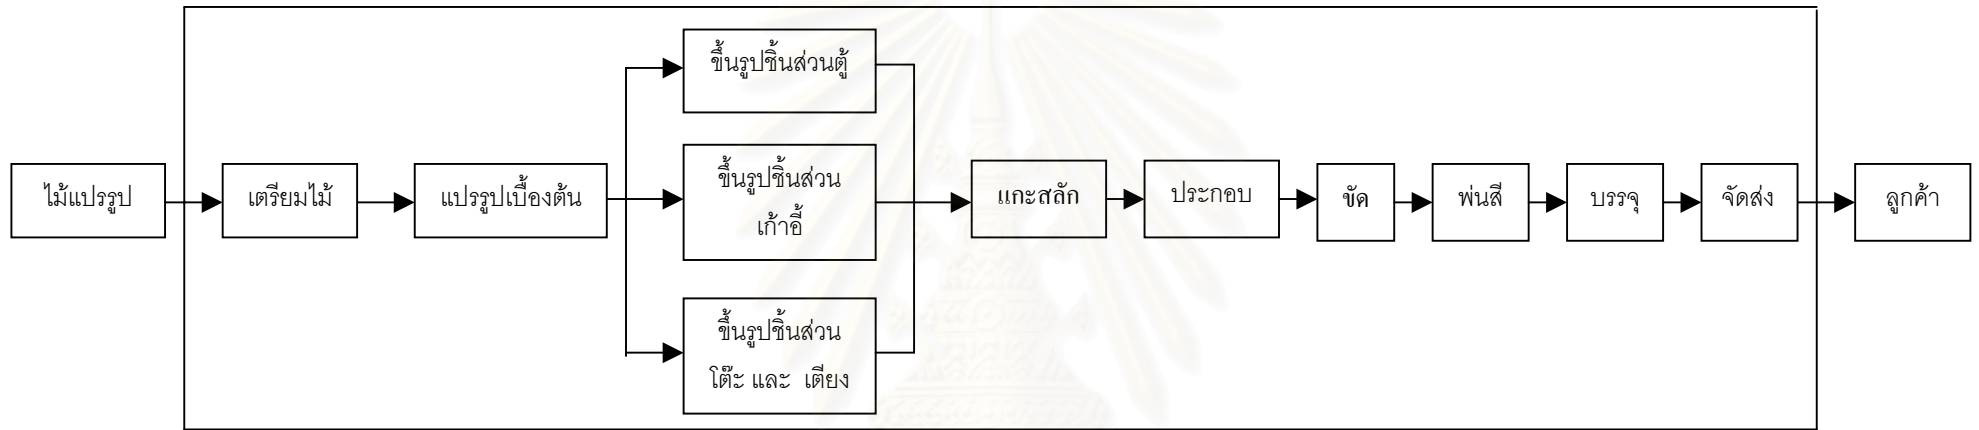 ไม้แปรรูป
เตรียมไม้
แปรรูปเบื้องต้น
ขึ้นรูปชิ้นส่วนตู้
ขึ้นรูปชิ้นส่วน
เก้าอี้
ขึ้นรูปชิ้นส่วน
โต๊ะ และ เตียง
แกะสลัก
ประกอบ
ขัด
พ่นสี
บรรจุ
จัดส่ง
ลูกค้า